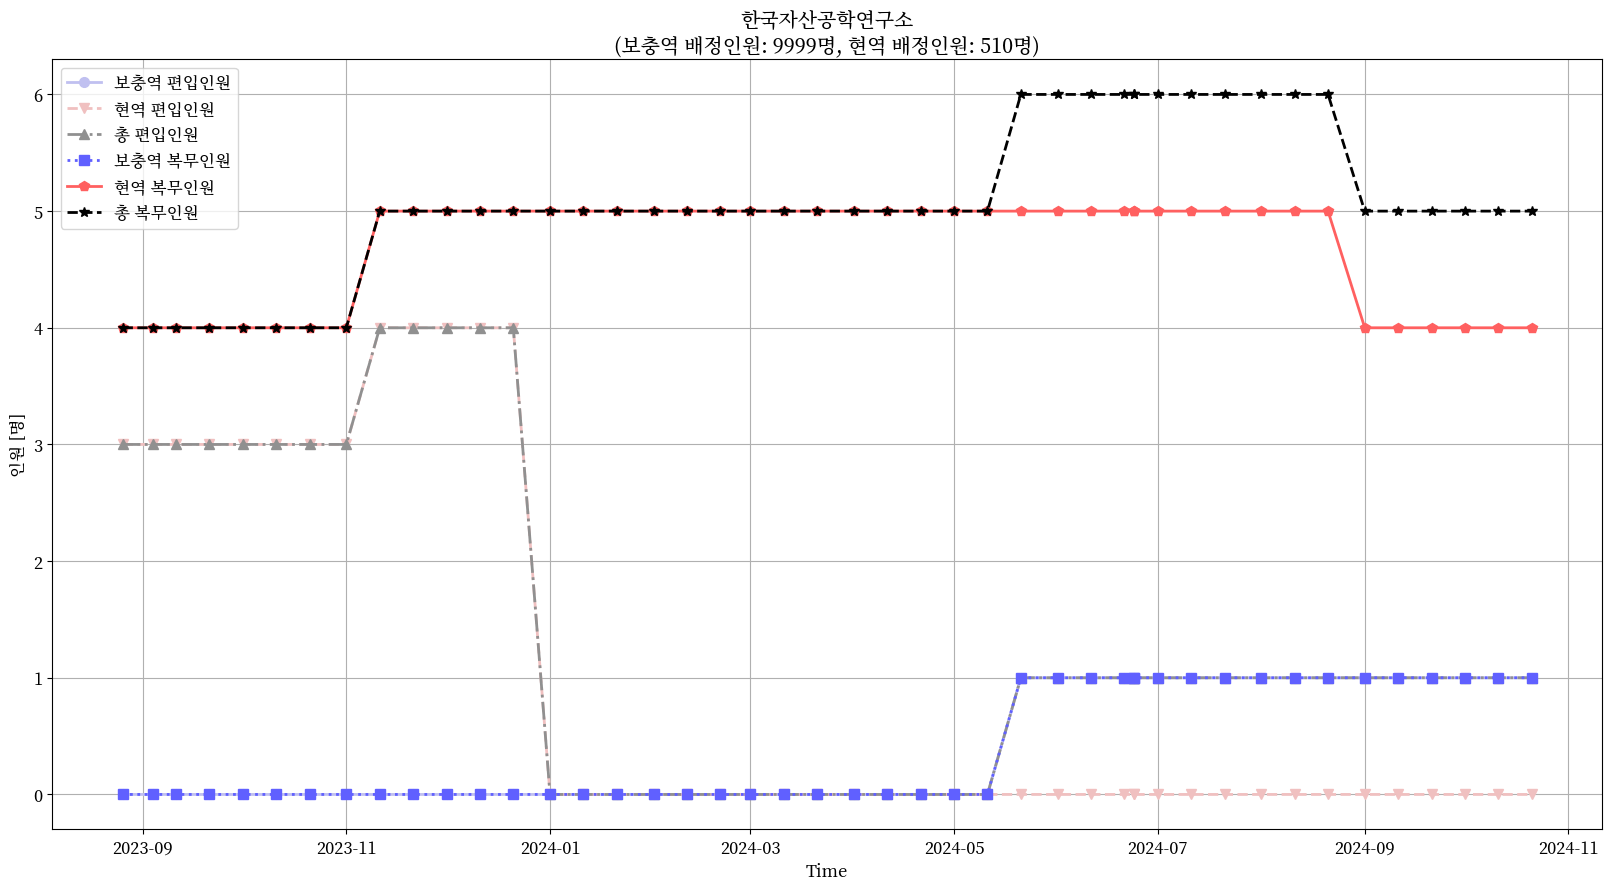 한국자산공학연구소
(보충역 배정인원: 9999명, 현역 배정인원: 510명)
보충역 편입인원
현역 편입인원
총 편입인원
보충역 복무인원
현역 복무인원
총 복무인원
인원 [명]
6
5
4
3
2
1
0
2023-09
2023-11
2024-01
2024-03
2024-05
2024-07
2024-09
2024-11
Time